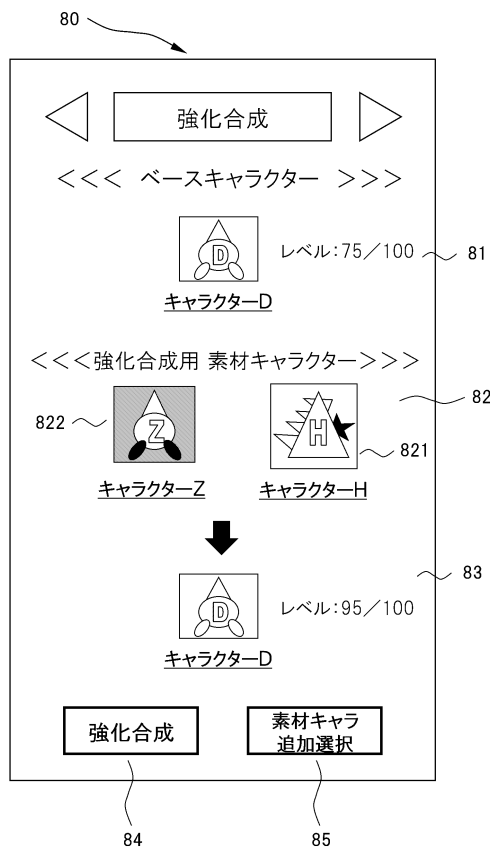 80
強化合成
<<< ベースキャラクター >>>
D
レベル:75/100
81
キャラクターD
<<<強化合成用 素材キャラクター>>>
82
822
Z
H
821
キャラクターZ
キャラクターH
83
D
レベル:95/100
キャラクターD
強化合成
素材キャラ
追加選択
84
85